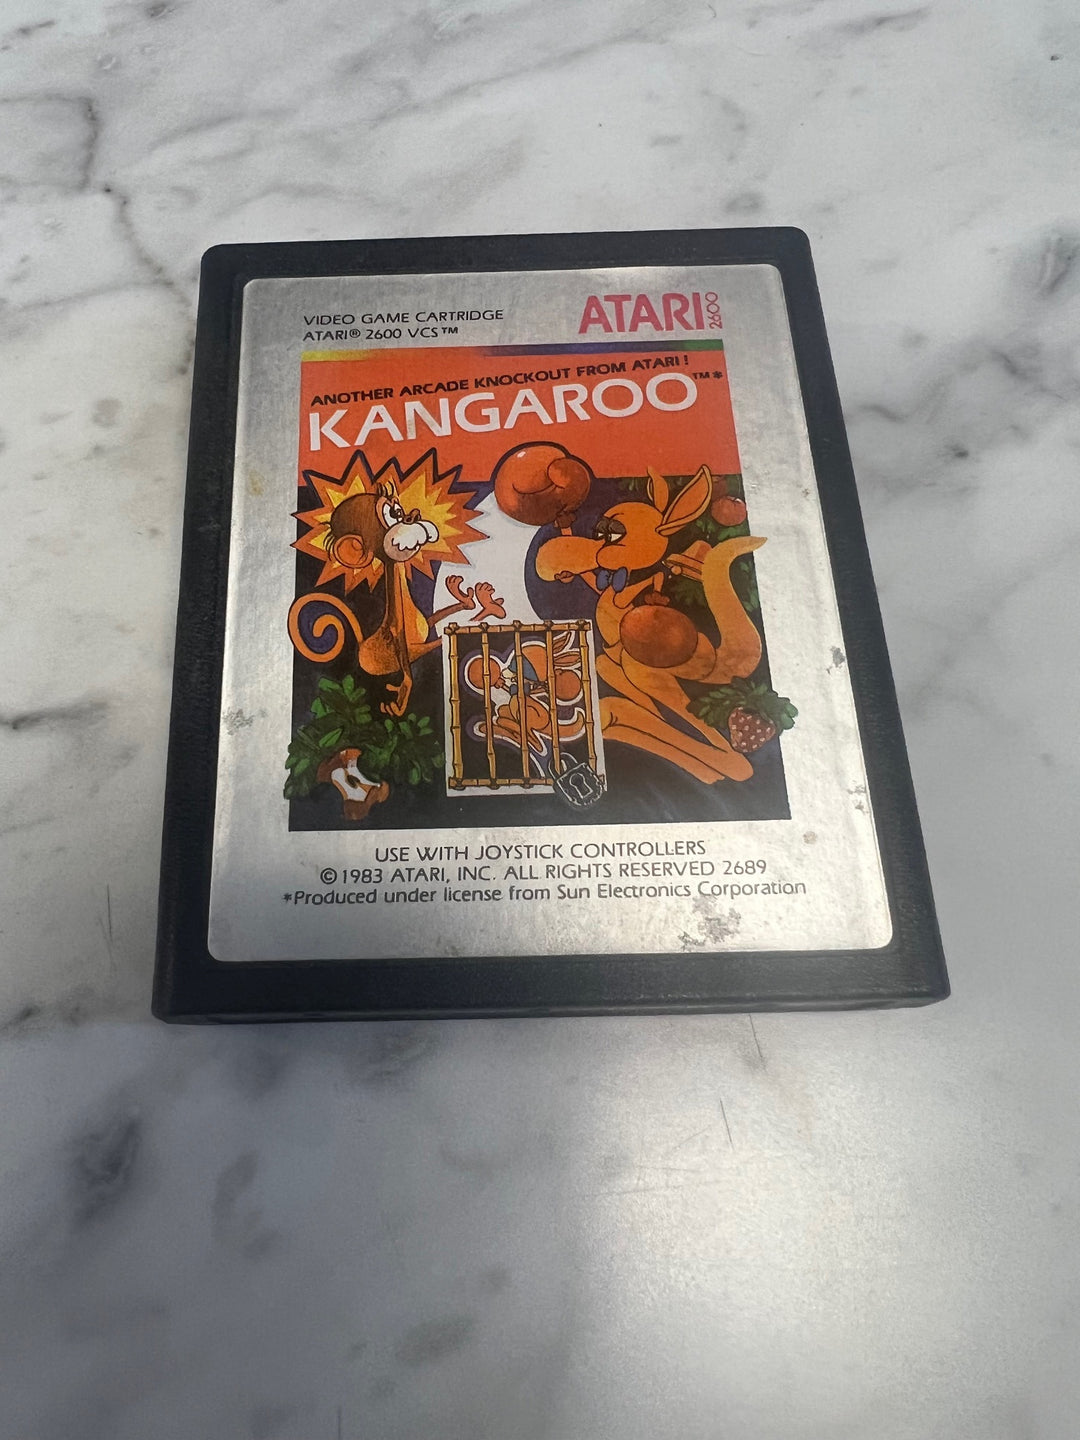 VIDEO GAME CARTRIDGE
ATARI® 2600 VCS™
ATARI 2600
ANOTHER ARCADE KNOCKOUT FROM ATARI!
KANGAROO™*
USE WITH JOYSTICK CONTROLLERS
© 1983 ATARI, INC. ALL RIGHTS RESERVED 2689
*Produced under license from Sun Electronics Corporation